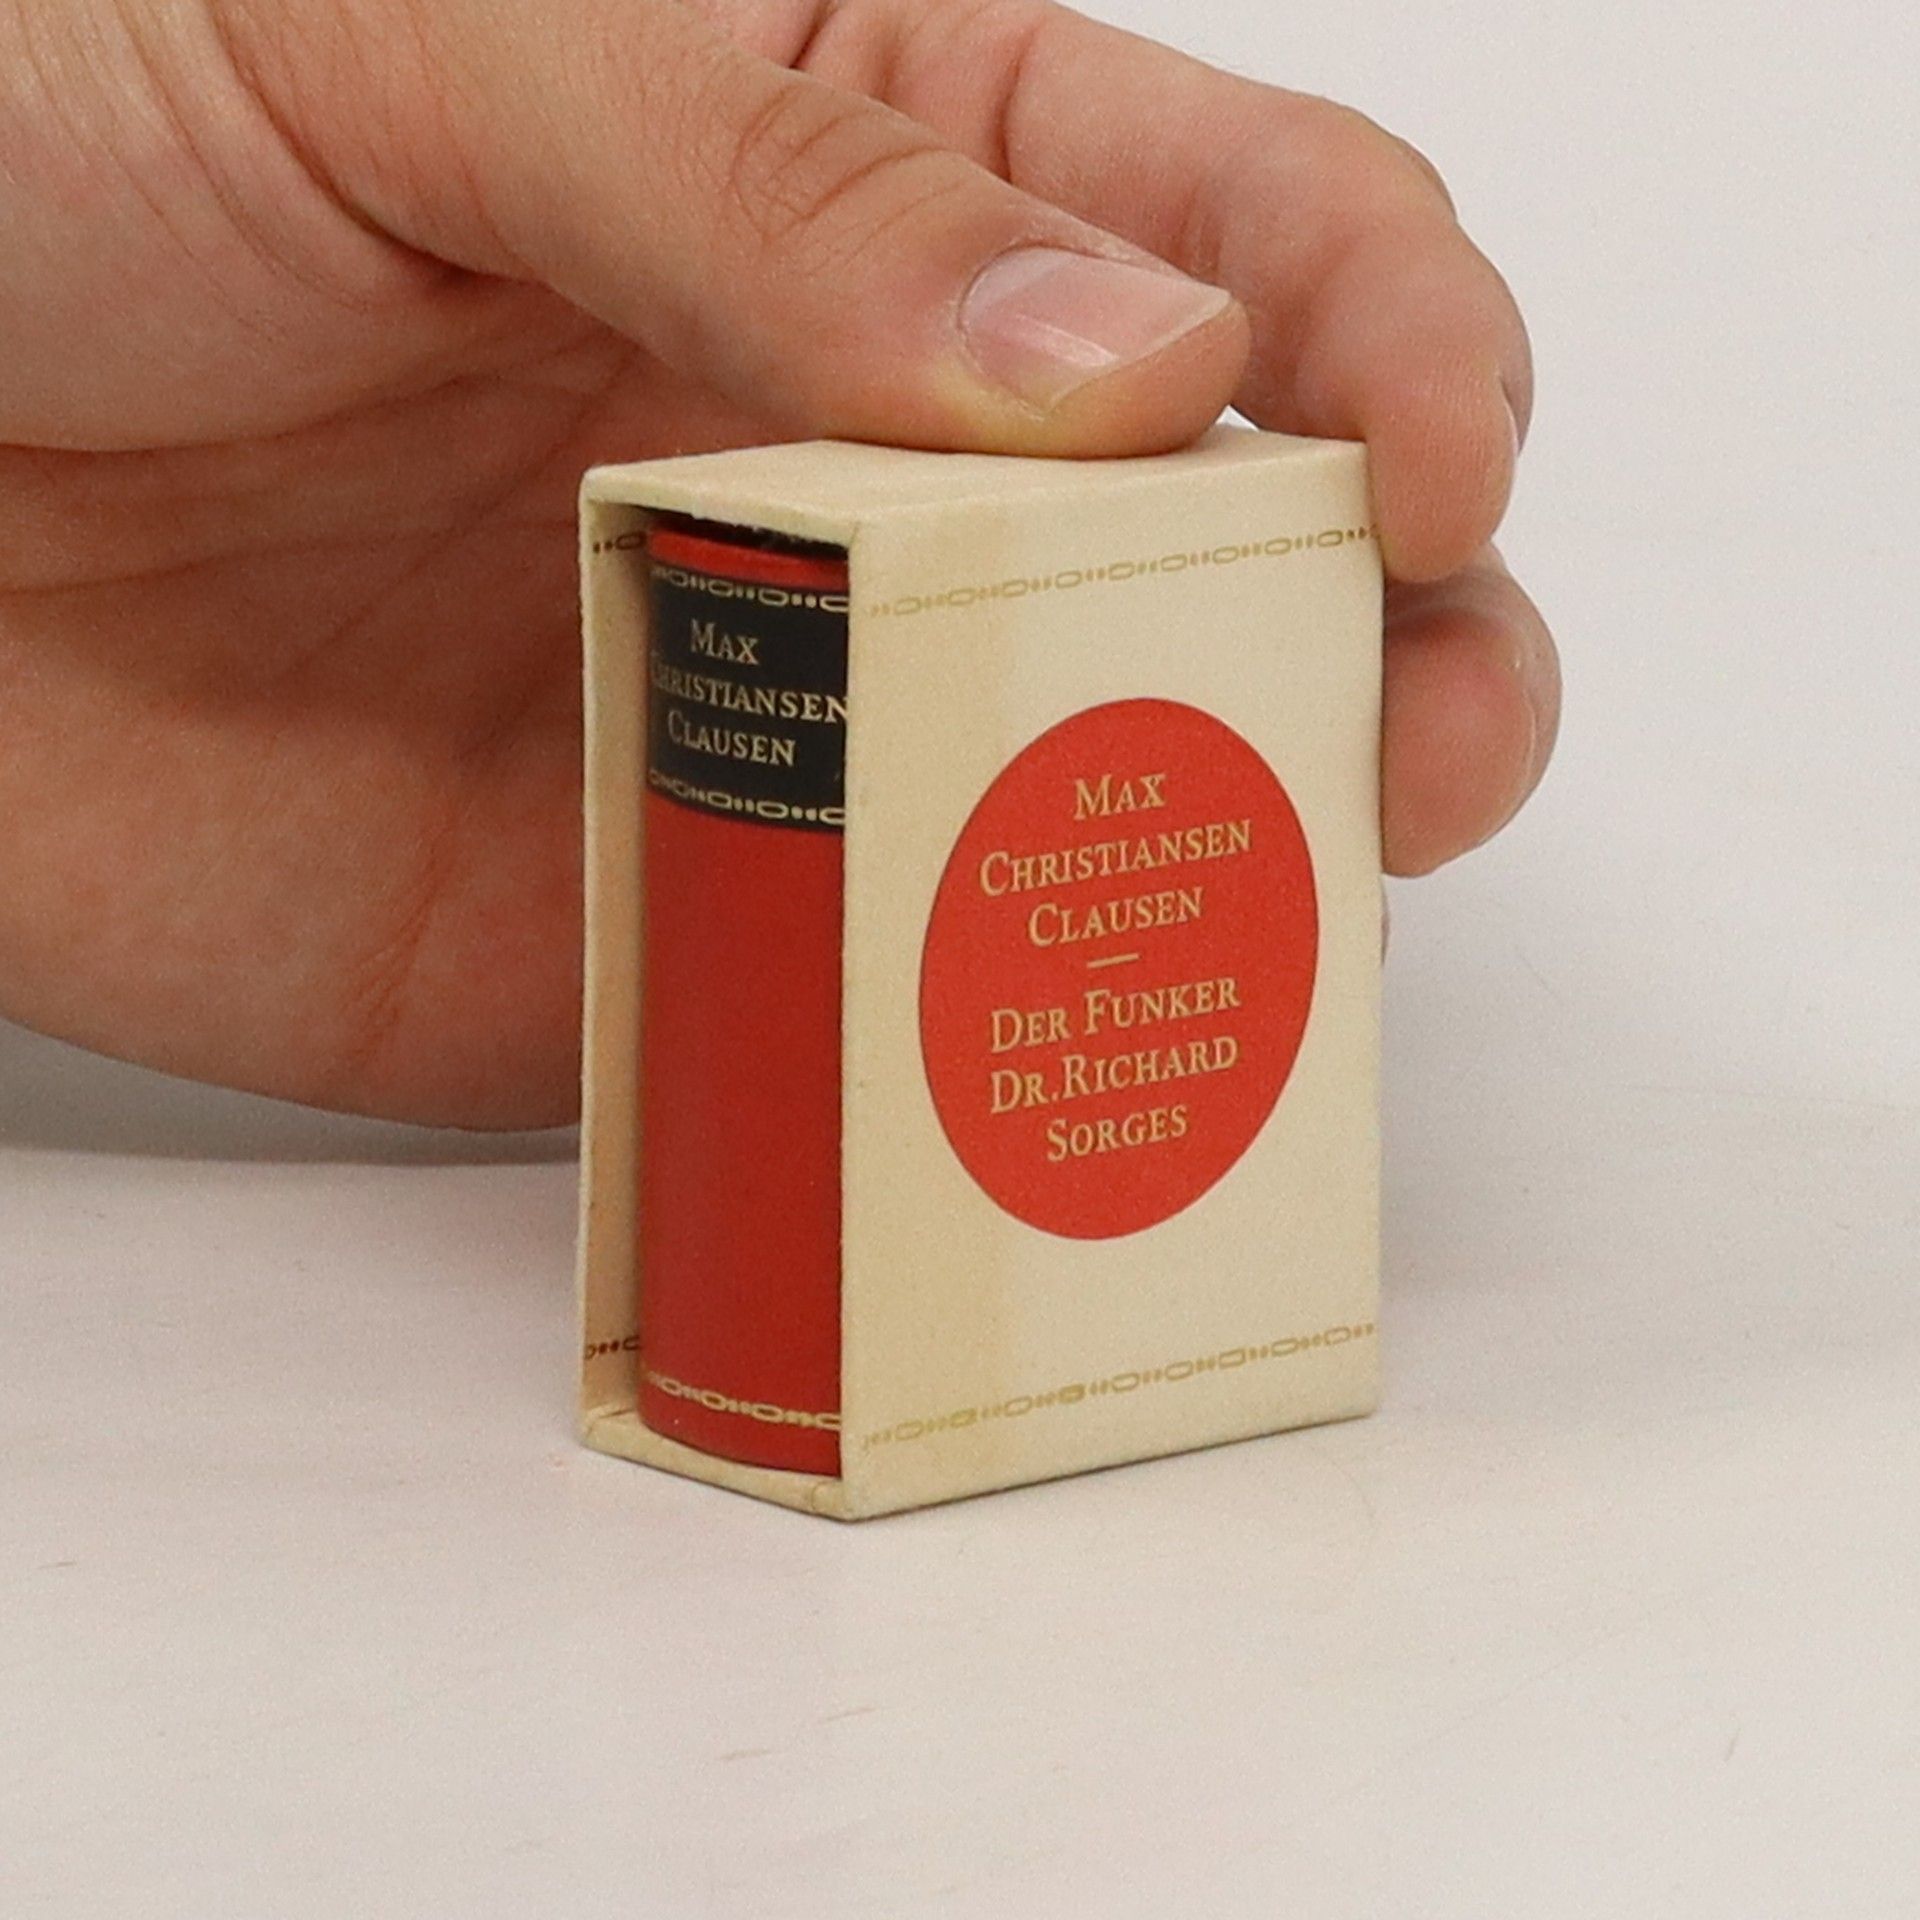 MAX
CHRISTIANSEN
CLAUSEN
MAX
CHRISTIANSEN
CLAUSEN
—
DER FUNKER
DR. RICHARD
SORGES